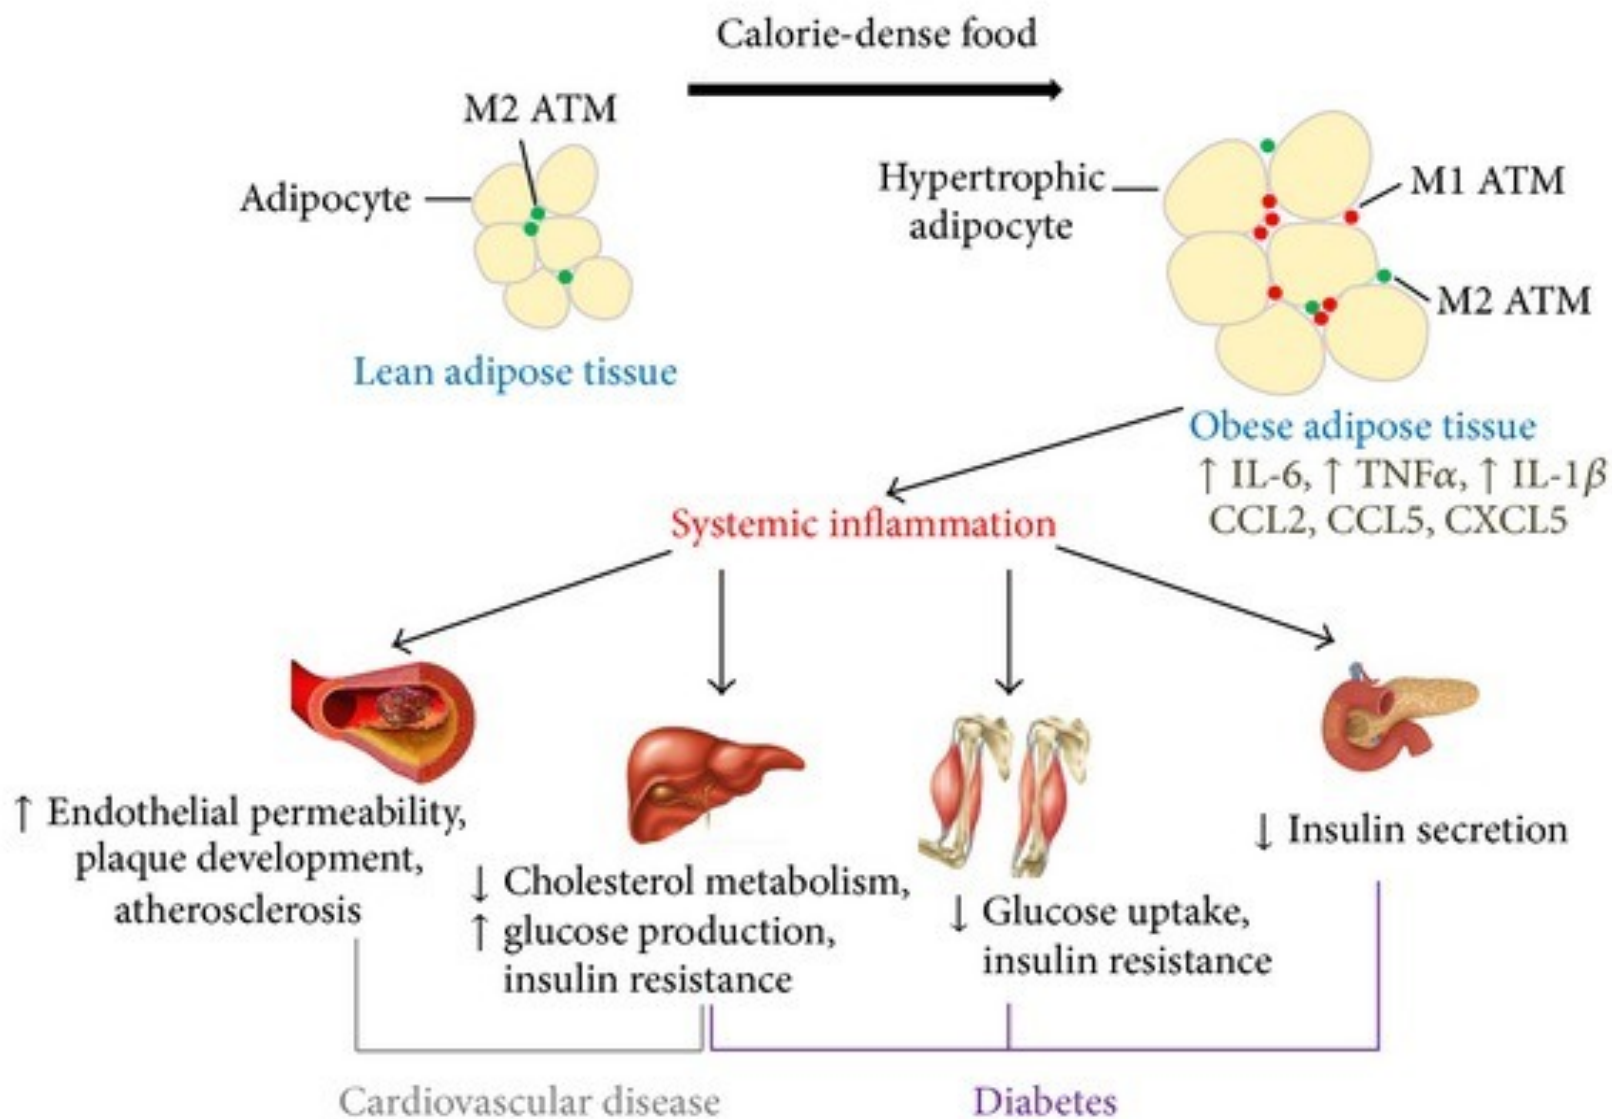 Calorie-dense food
M2 ATM
Adipocyte
Hypertrophic
adipocyte
M1 ATM
M2 ATM
Lean adipose tissue
Obese adipose tissue
↑ IL-6, ↑ TNFα, ↑ IL-1β
CCL2, CCL5, CXCL5
Systemic inflammation
↑ Endothelial permeability,
plaque development,
atherosclerosis
↓ Cholesterol metabolism,
↑ glucose production,
insulin resistance
↓ Glucose uptake,
insulin resistance
↓ Insulin secretion
Cardiovascular disease
Diabetes